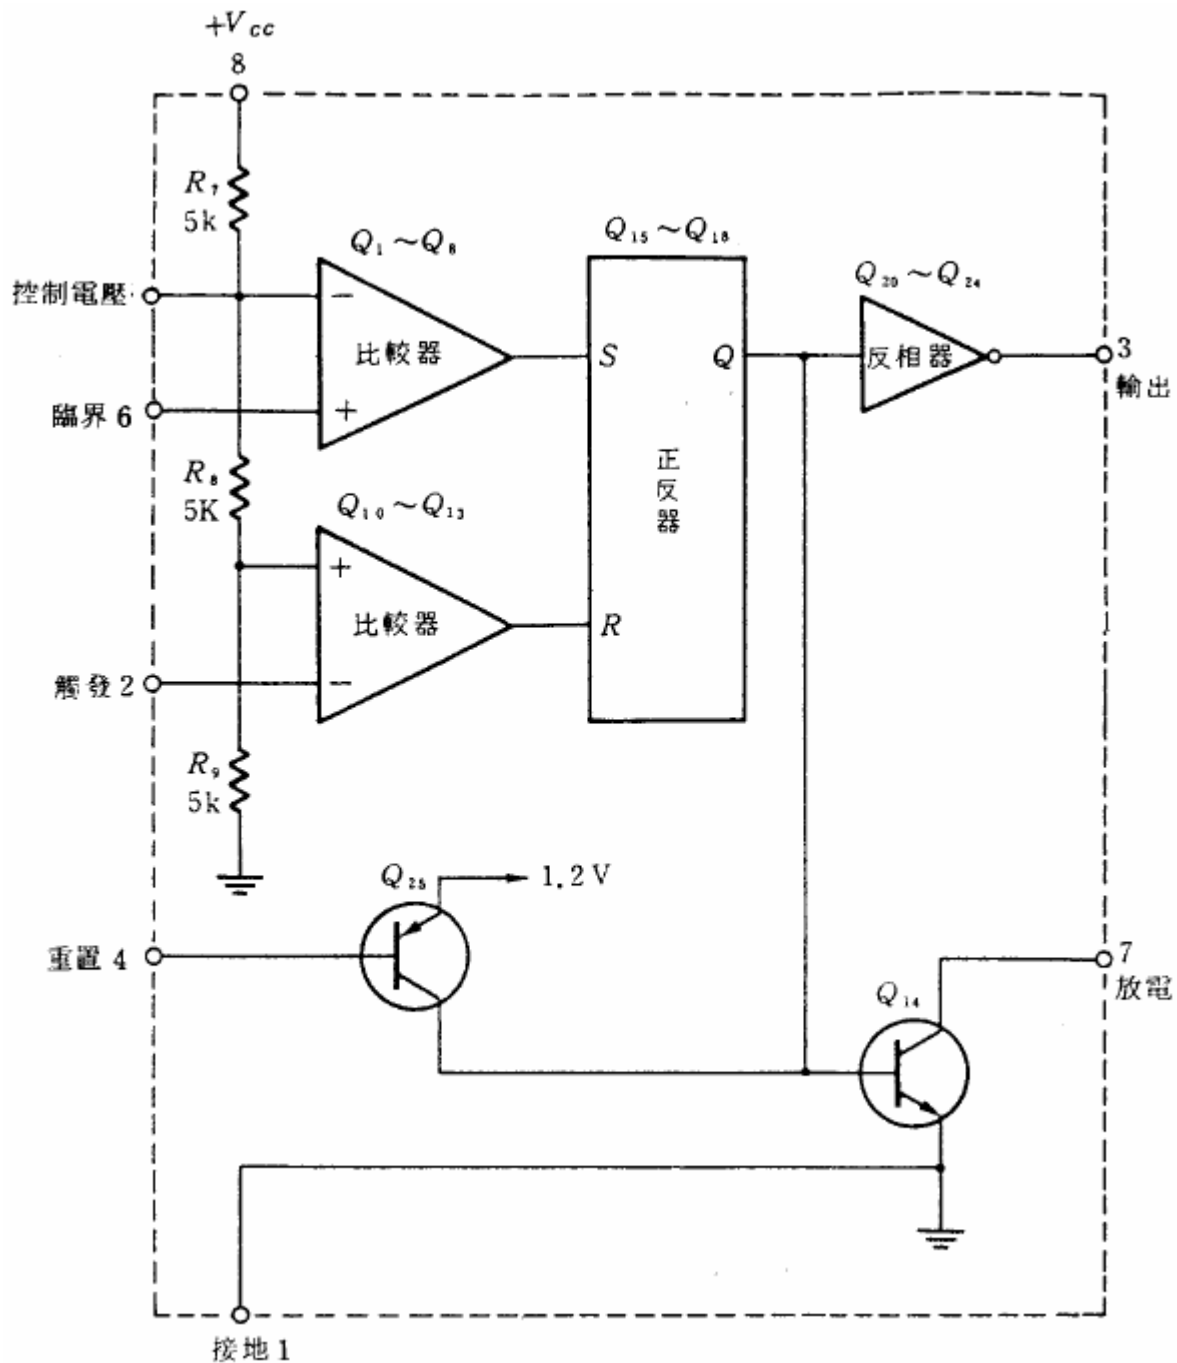 +Vcc
8
R₇
5k
Q₁~Q₈
Q₁₅~Q₁₈
Q₂₀~Q₂₄
控制電壓
−
比較器
S
Q
反相器
3
輸出
臨界 6
+
R₈
5K
正反器
Q₁₀~Q₁₃
+
比較器
R
觸發 2
−
R₉
5k
Q₂₅
1.2V
重置 4
7
放電
Q₁₄
接地 1